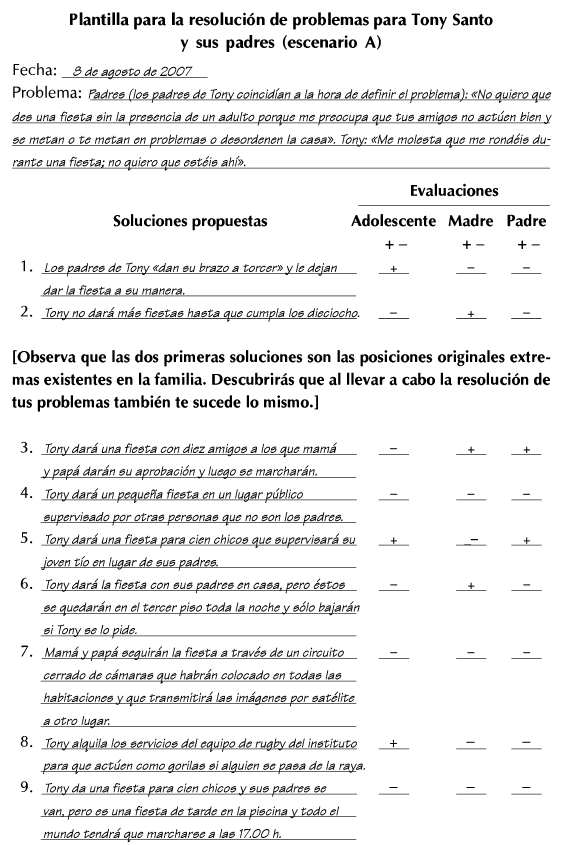 Plantilla para la resolución de problemas para Tony Santo
y sus padres (escenario A)
Fecha: 3 de agosto de 2007
Problema: Padres (los padres de Tony coincidían a la hora de definir el problema): «No quiero que
des una fiesta sin la presencia de un adulto porque me preocupa que tus amigos no actúen bien y
se metan o te metan en problemas o desordenen la casa». Tony: «Me molesta que me rondéis du-
rante una fiesta; no quiero que estéis ahí».
Evaluaciones
Soluciones propuestas Adolescente Madre Padre
+ – + – + –
1. Los padres de Tony «dan su brazo a torcer» y le dejan + – –
dar la fiesta a su manera.
2. Tony no dará más fiestas hasta que cumpla los dieciocho. – + –
[Observa que las dos primeras soluciones son las posiciones originales extre-
mas existentes en la familia. Descubrirás que al llevar a cabo la resolución de
tus problemas también te sucede lo mismo.]
3. Tony dará una fiesta con diez amigos a los que mamá – + +
y papá darán su aprobación y luego se marcharán.
4. Tony dará un pequeña fiesta en un lugar público – – –
supervisado por otras personas que no son los padres.
5. Tony dará una fiesta para cien chicos que supervisará su + – +
joven tío en lugar de sus padres.
6. Tony dará la fiesta con sus padres en casa, pero éstos – + –
se quedarán en el tercer piso toda la noche y sólo bajarán
si Tony se lo pide.
7. Mamá y papá seguirán la fiesta a través de un circuito – – –
cerrado de cámaras que habrán colocado en todas las
habitaciones y que transmitirá las imágenes por satélite
a otro lugar.
8. Tony alquila los servicios del equipo de rugby del instituto + – –
para que actúen como gorilas si alguien se pasa de la raya.
9. Tony da una fiesta para cien chicos y sus padres se – – –
van, pero es una fiesta de tarde en la piscina y todo el
mundo tendrá que marcharse a las 17.00 h.